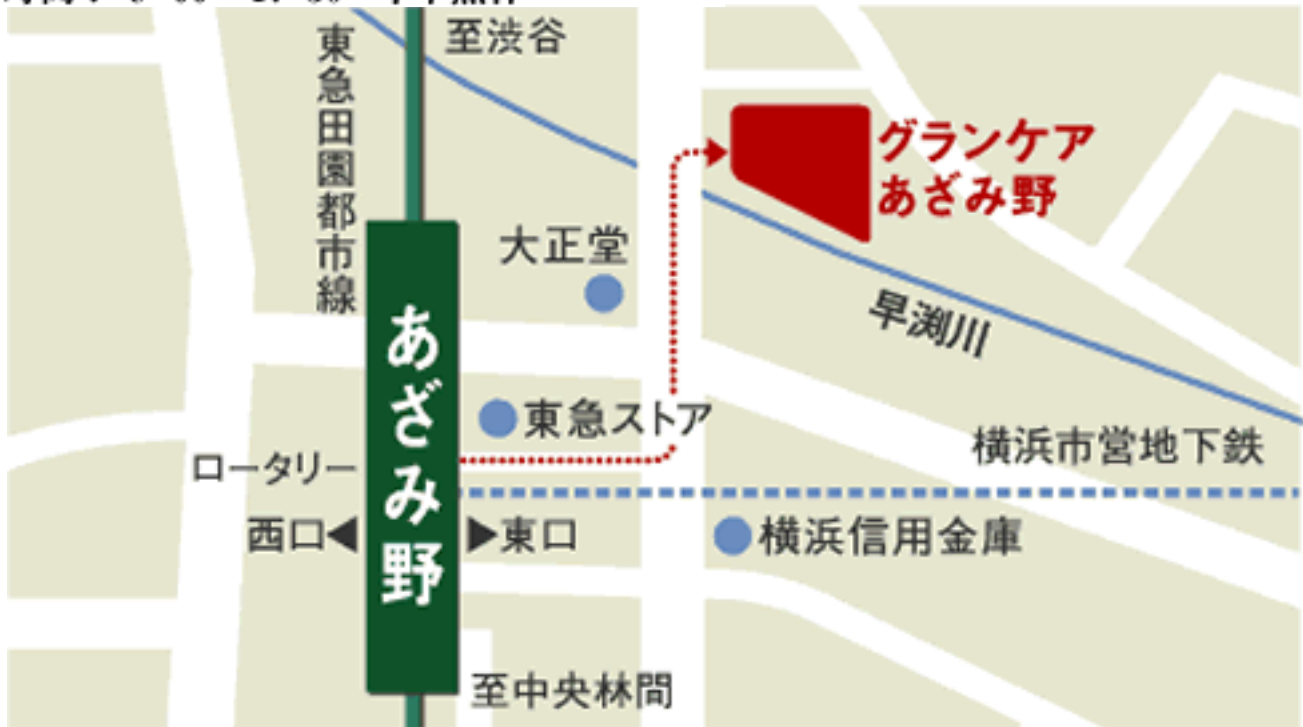 至渋谷
東急田園都市線
グランケア
あざみ野
大正堂
早渕川
あざみ野
東急ストア
横浜市営地下鉄
ロータリー
西口
東口
横浜信用金庫
至中央林間